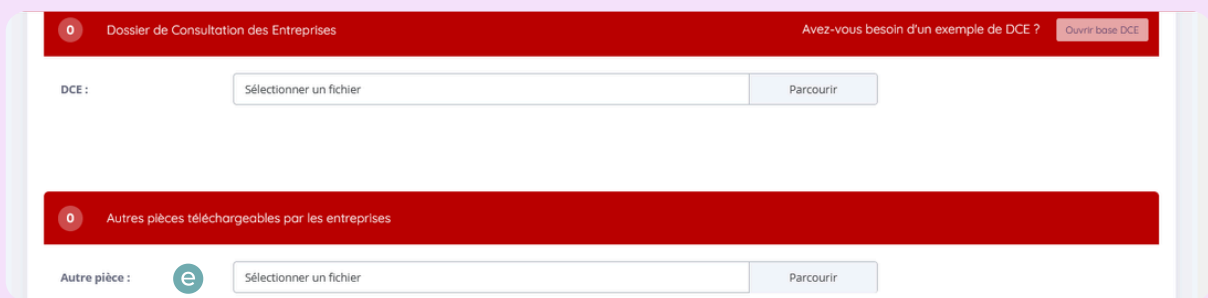 0 Dossier de Consultation des Entreprises Avez-vous besoin d'un exemple de DCE ? Ouvrir base DCE
DCE : Sélectionner un fichier Parcourir
0 Autres pièces téléchargeables par les entreprises
Autre pièce : e Sélectionner un fichier Parcourir